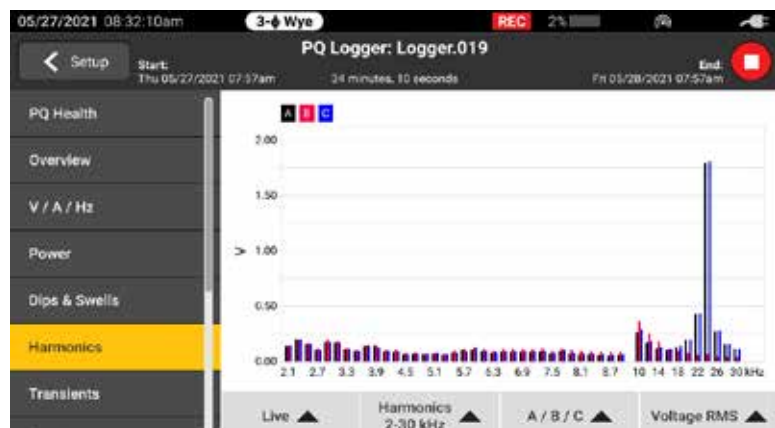 05/27/2021 08:32:10am 3-ϕ Wye REC 2%
Setup
PQ Logger: Logger.019
Start:
Thu 05/27/2021 07:57am
34 minutes, 10 seconds
End:
Fri 05/28/2021 07:57am
PQ Health
Overview
V / A / Hz
Power
Dips & Swells
Harmonics
Transients
A B C
2.00
1.50
V 1.00
0.50
0.00
2.1 2.7 3.3 3.9 4.5 5.1 5.7 6.3 6.9 7.5 8.1 8.7 10 14 18 22 26 30 kHz
Live
Harmonics
2-30 kHz
A / B / C
Voltage RMS